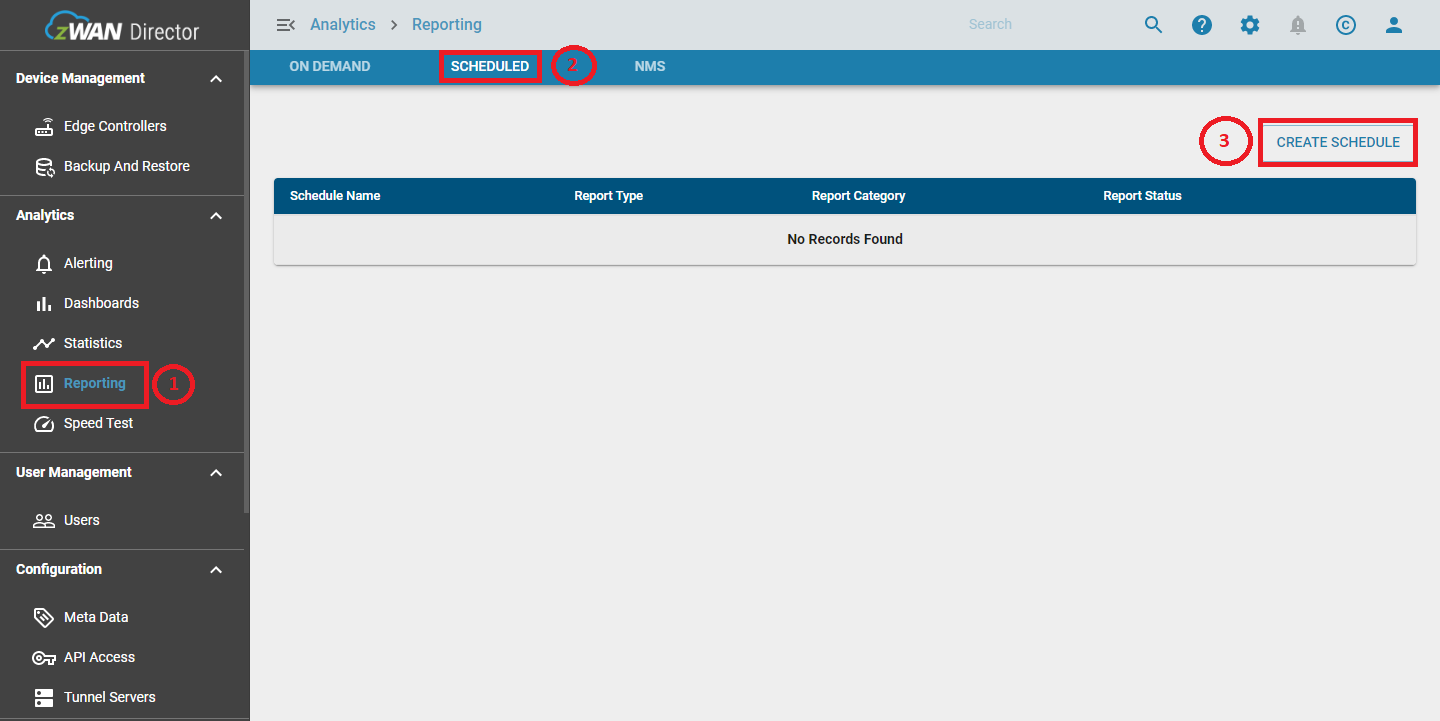 zWAN Director
Device Management
Edge Controllers
Backup And Restore
Analytics
Alerting
Dashboards
Statistics
Reporting 1
Speed Test
User Management
Users
Configuration
Meta Data
API Access
Tunnel Servers
Analytics > Reporting Search
ON DEMAND SCHEDULED 2 NMS
3 CREATE SCHEDULE
Schedule Name Report Type Report Category Report Status
No Records Found